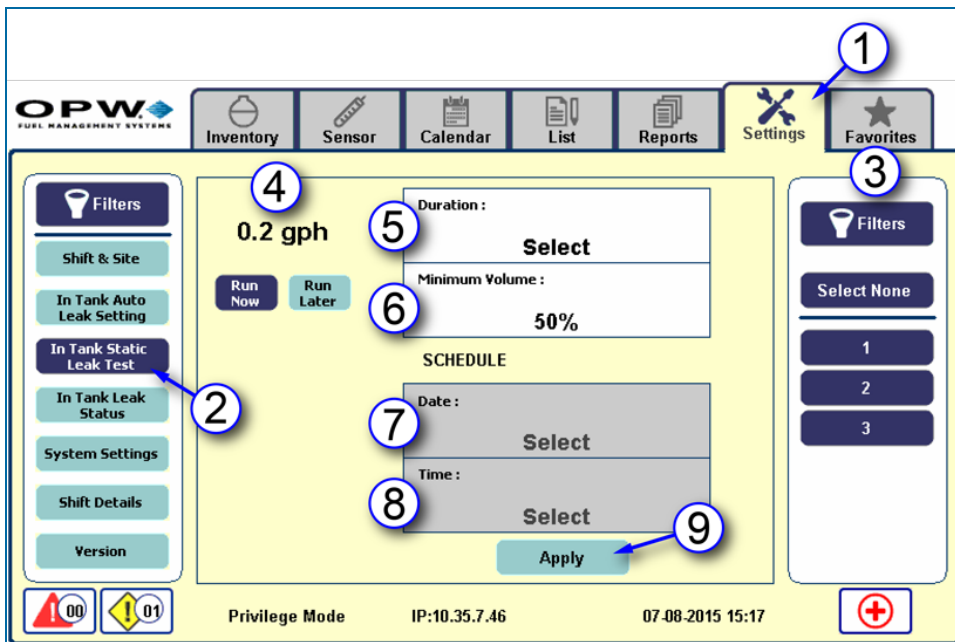 1
OPW
FUEL MANAGEMENT SYSTEMS
Inventory
Sensor
Calendar
List
Reports
Settings
Favorites
Filters
Shift & Site
In Tank Auto
Leak Setting
In Tank Static
Leak Test
In Tank Leak
Status
System Settings
Shift Details
Version
2
4
0.2 gph
Run
Now
Run
Later
5
Duration :
Select
6
Minimum Volume :
50%
SCHEDULE
7
Date :
Select
8
Time :
Select
9
Apply
3
Filters
Select None
1
2
3
00
01
Privilege Mode
IP:10.35.7.46
07-08-2015 15:17